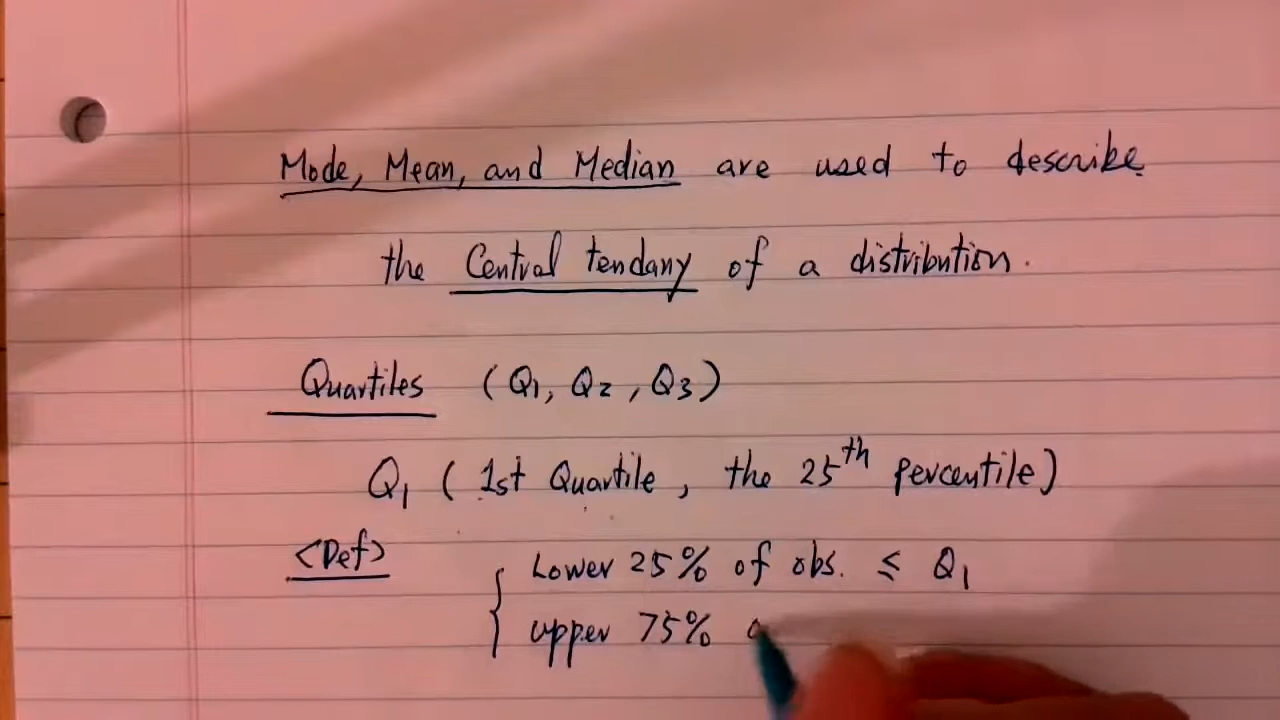 Mode, Mean, and Median are used to describe
the Central tendany of a distribution.
Quartiles (Q1, Q2, Q3)
Q1 (1st Quartile, the 25th percentile)
<Def> { Lower 25% of obs. ≤ Q1
upper 75% o